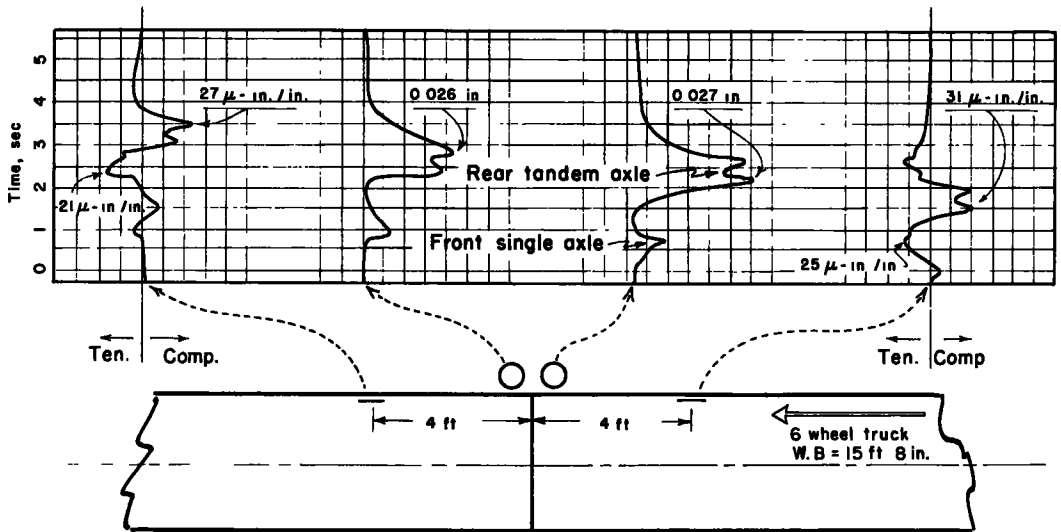 Time, sec
5
4
3
2
1
0
27 μ-in./in.
0 026 in
0 027 in
31 μ-in./in.
Rear tandem axle
21 μ-in/in
Front single axle
25 μ-in/in
Ten. Comp.
Ten. Comp
4 ft
4 ft
6 wheel truck
W.B = 15 ft 8 in.